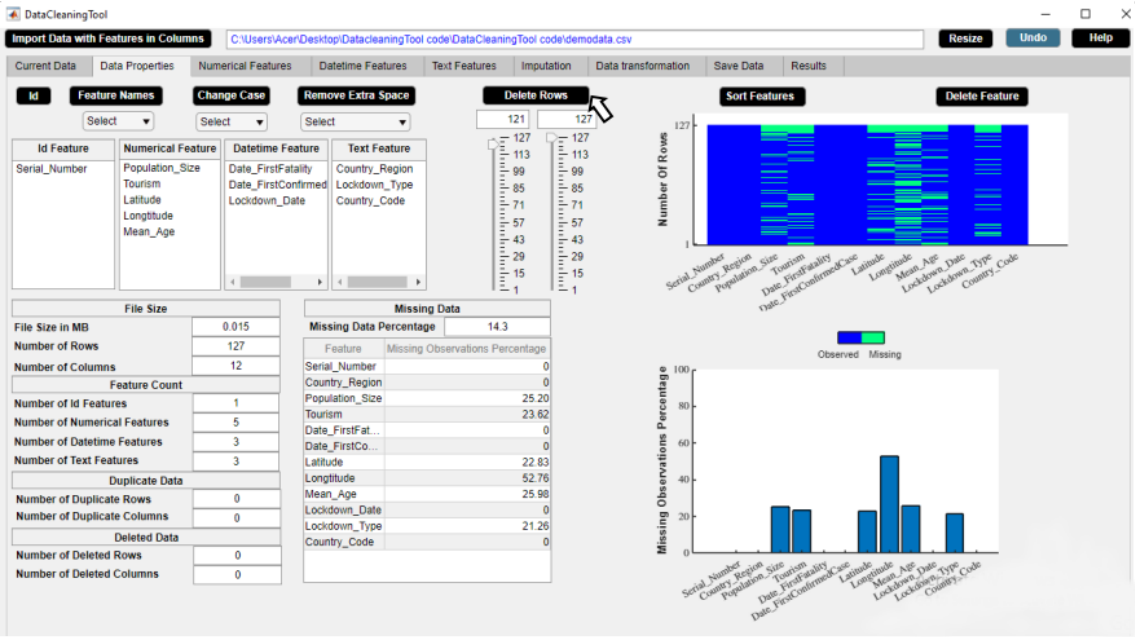 DataCleaningTool
Import Data with Features in Columns
C:\Users\Acer\Desktop\DatacleaningTool code\DataCleaningTool code\demodata.csv
Resize Undo Help
Current Data Data Properties Numerical Features Datetime Features Text Features Imputation Data transformation Save Data Results
Id Feature Names Change Case Remove Extra Space Delete Rows Sort Features Delete Feature
Select Select Select
121 127
Id Feature
Serial_Number
Numerical Feature
Population_Size
Tourism
Latitude
Longtitude
Mean_Age
Datetime Feature
Date_FirstFatality
Date_FirstConfirmed
Lockdown_Date
Text Feature
Country_Region
Lockdown_Type
Country_Code
127 127
113 113
99 99
85 85
71 71
57 57
43 43
29 29
15 15
1 1
Number Of Rows
127
1
Serial_Number
Country_Region
Population_Size
Tourism
Date_FirstFatality
Date_FirstConfirmedCase
Latitude
Longtitude
Mean_Age
Lockdown_Date
Lockdown_Type
Country_Code
File Size
File Size in MB 0.015
Number of Rows 127
Number of Columns 12
Feature Count
Number of Id Features 1
Number of Numerical Features 5
Number of Datetime Features 3
Number of Text Features 3
Duplicate Data
Number of Duplicate Rows 0
Number of Duplicate Columns 0
Deleted Data
Number of Deleted Rows 0
Number of Deleted Columns 0
Missing Data
Missing Data Percentage 14.3
Feature Missing Observations Percentage
Serial_Number 0
Country_Region 0
Population_Size 25.20
Tourism 23.62
Date_FirstFat... 0
Date_FirstCo... 0
Latitude 22.83
Longtitude 52.76
Mean_Age 25.98
Lockdown_Date 0
Lockdown_Type 21.26
Country_Code 0
Observed Missing
Missing Observations Percentage
100
80
60
40
20
0
Serial_Number
Country_Region
Population_Size
Tourism
Date_FirstFatality
Date_FirstConfirmedCase
Latitude
Longtitude
Mean_Age
Lockdown_Date
Lockdown_Type
Country_Code